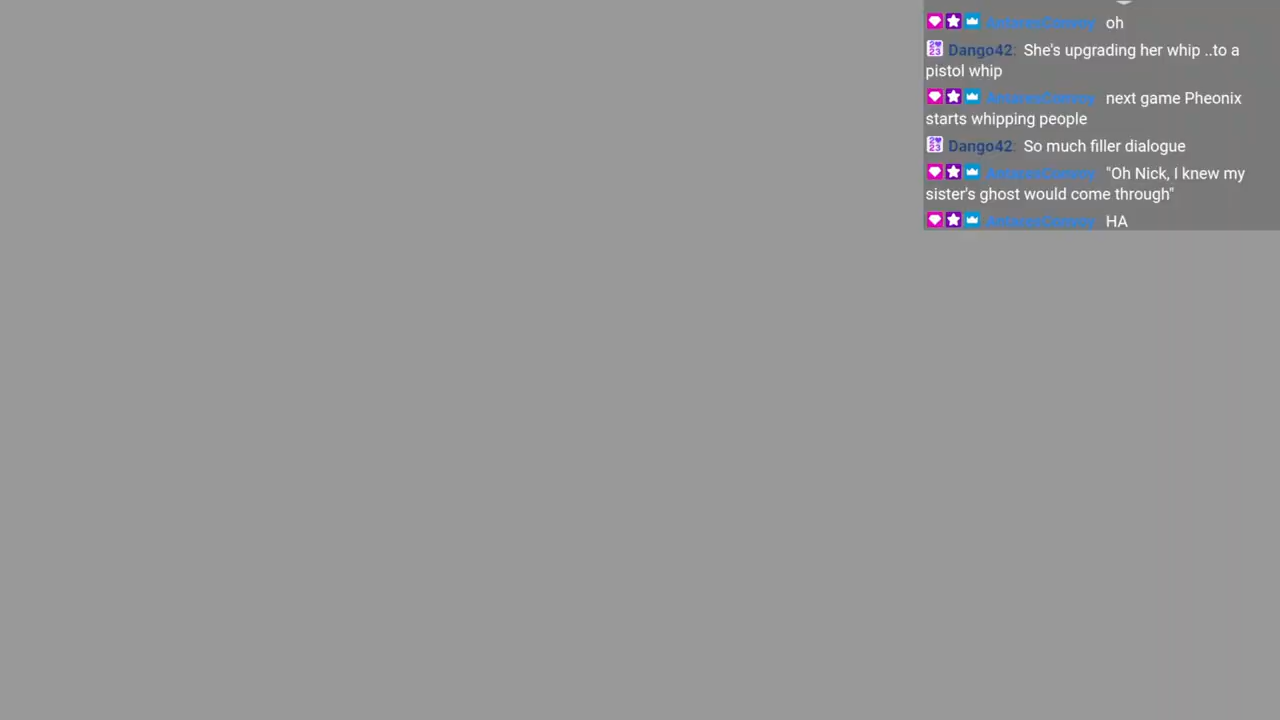 oh
Dango42: She's upgrading her whip ..to a
pistol whip
next game Pheonix
starts whipping people
Dango42: So much filler dialogue
"Oh Nick, I knew my
sister's ghost would come through"
HA